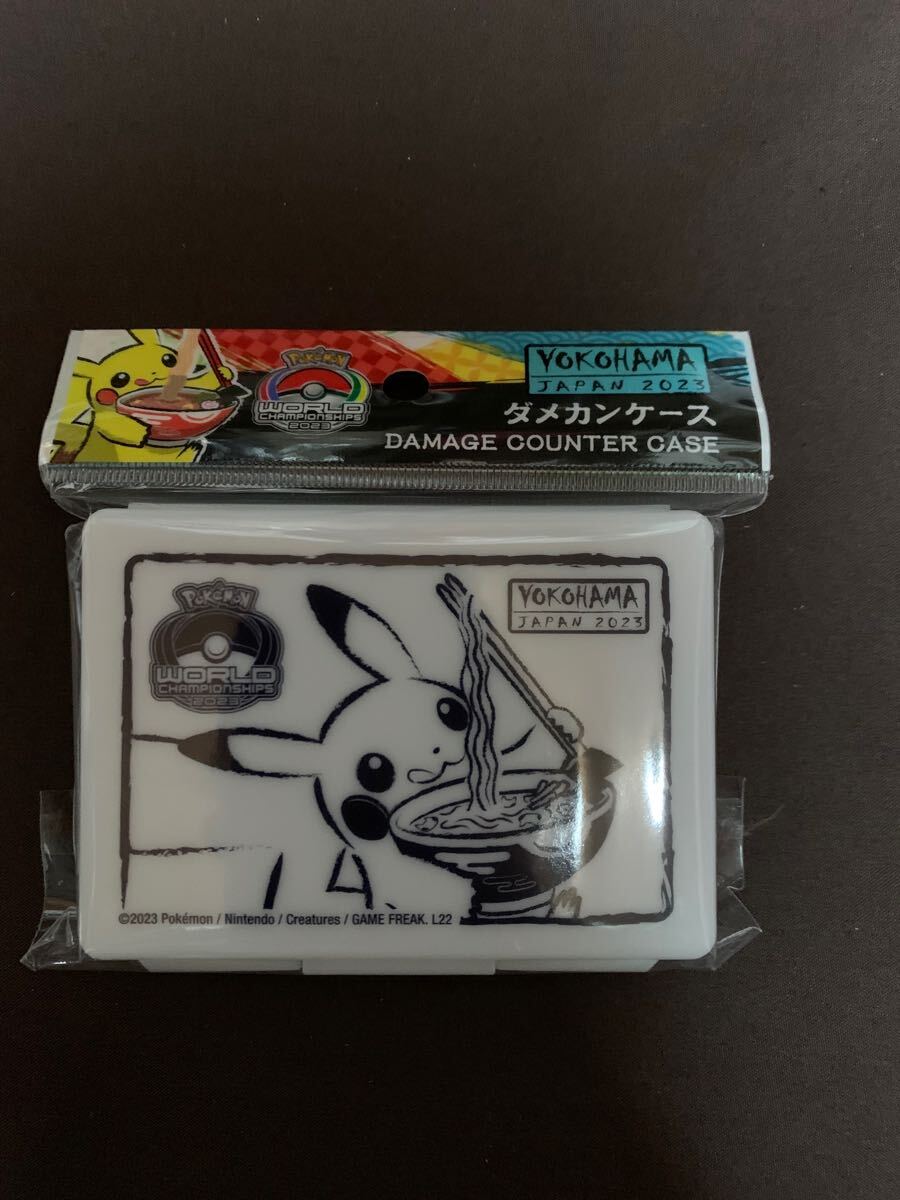 Pokémon
WORLD
CHAMPIONSHIPS
2023
YOKOHAMA
JAPAN 2023
ダメカンケース
DAMAGE COUNTER CASE
Pokémon
WORLD
CHAMPIONSHIPS
2023
YOKOHAMA
JAPAN 2023
©2023 Pokémon / Nintendo / Creatures / GAME FREAK. L22